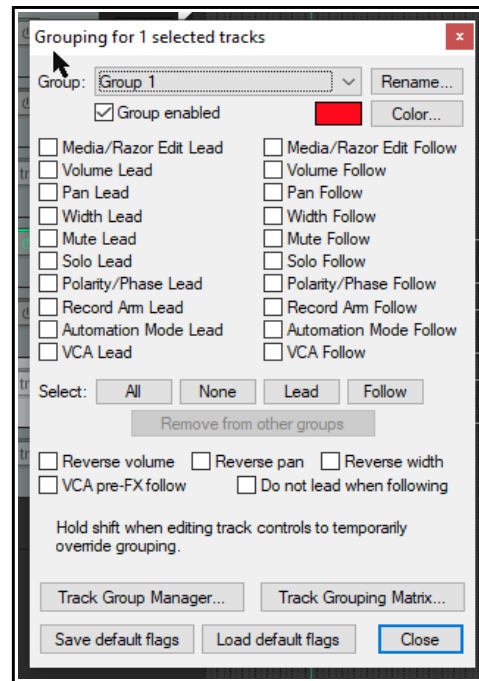 Grouping for 1 selected tracks
Group: Group 1 Rename...
Group enabled Color...
Media/Razor Edit Lead Media/Razor Edit Follow
Volume Lead Volume Follow
Pan Lead Pan Follow
Width Lead Width Follow
Mute Lead Mute Follow
Solo Lead Solo Follow
Polarity/Phase Lead Polarity/Phase Follow
Record Arm Lead Record Arm Follow
Automation Mode Lead Automation Mode Follow
VCA Lead VCA Follow
Select: All None Lead Follow
Remove from other groups
Reverse volume Reverse pan Reverse width
VCA pre-FX follow Do not lead when following
Hold shift when editing track controls to temporarily
override grouping.
Track Group Manager... Track Grouping Matrix...
Save default flags Load default flags Close